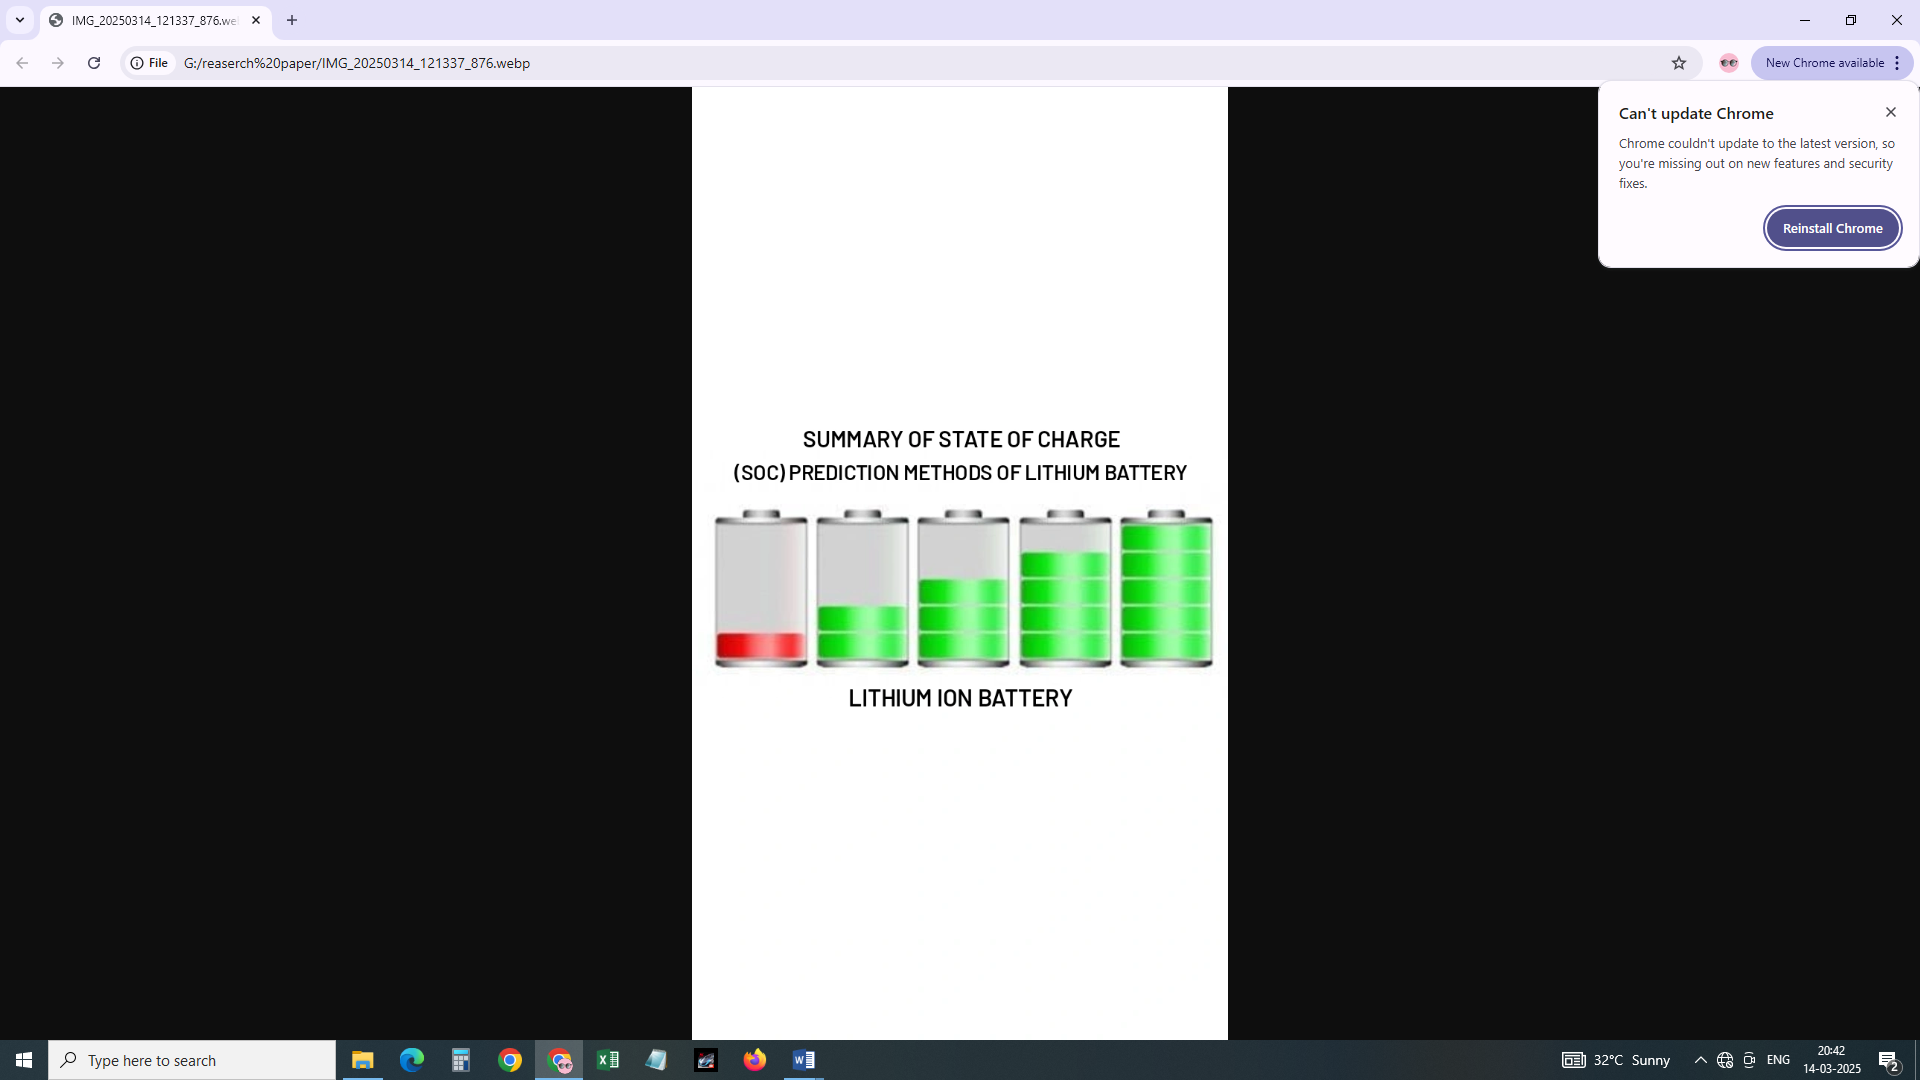 IMG_20250314_121337_876.we
File
G:/reaserch%20paper/IMG_20250314_121337_876.webp
New Chrome available
Can't update Chrome
Chrome couldn't update to the latest version, so
you're missing out on new features and security
fixes.
Reinstall Chrome
SUMMARY OF STATE OF CHARGE
(SOC) PREDICTION METHODS OF LITHIUM BATTERY
LITHIUM ION BATTERY
Type here to search
32°C Sunny
ENG
20:42
14-03-2025
2